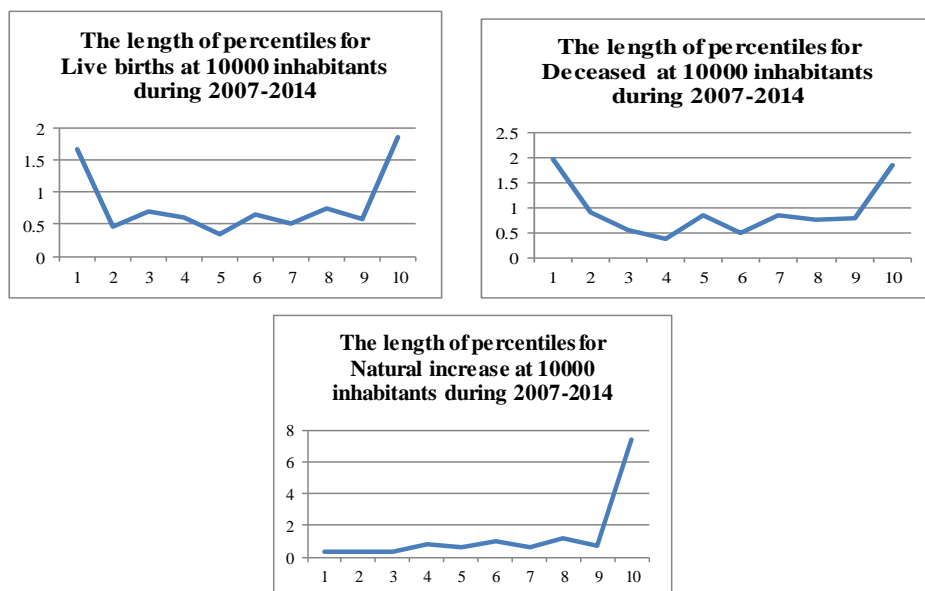 The length of percentiles for
Live births at 10000 inhabitants
during 2007-2014
2
1.5
1
0.5
0
1 2 3 4 5 6 7 8 9 10
The length of percentiles for
Deceased at 10000 inhabitants
during 2007-2014
2.5
2
1.5
1
0.5
0
1 2 3 4 5 6 7 8 9 10
The length of percentiles for
Natural increase at 10000
inhabitants during 2007-2014
8
6
4
2
0
1 2 3 4 5 6 7 8 9 10